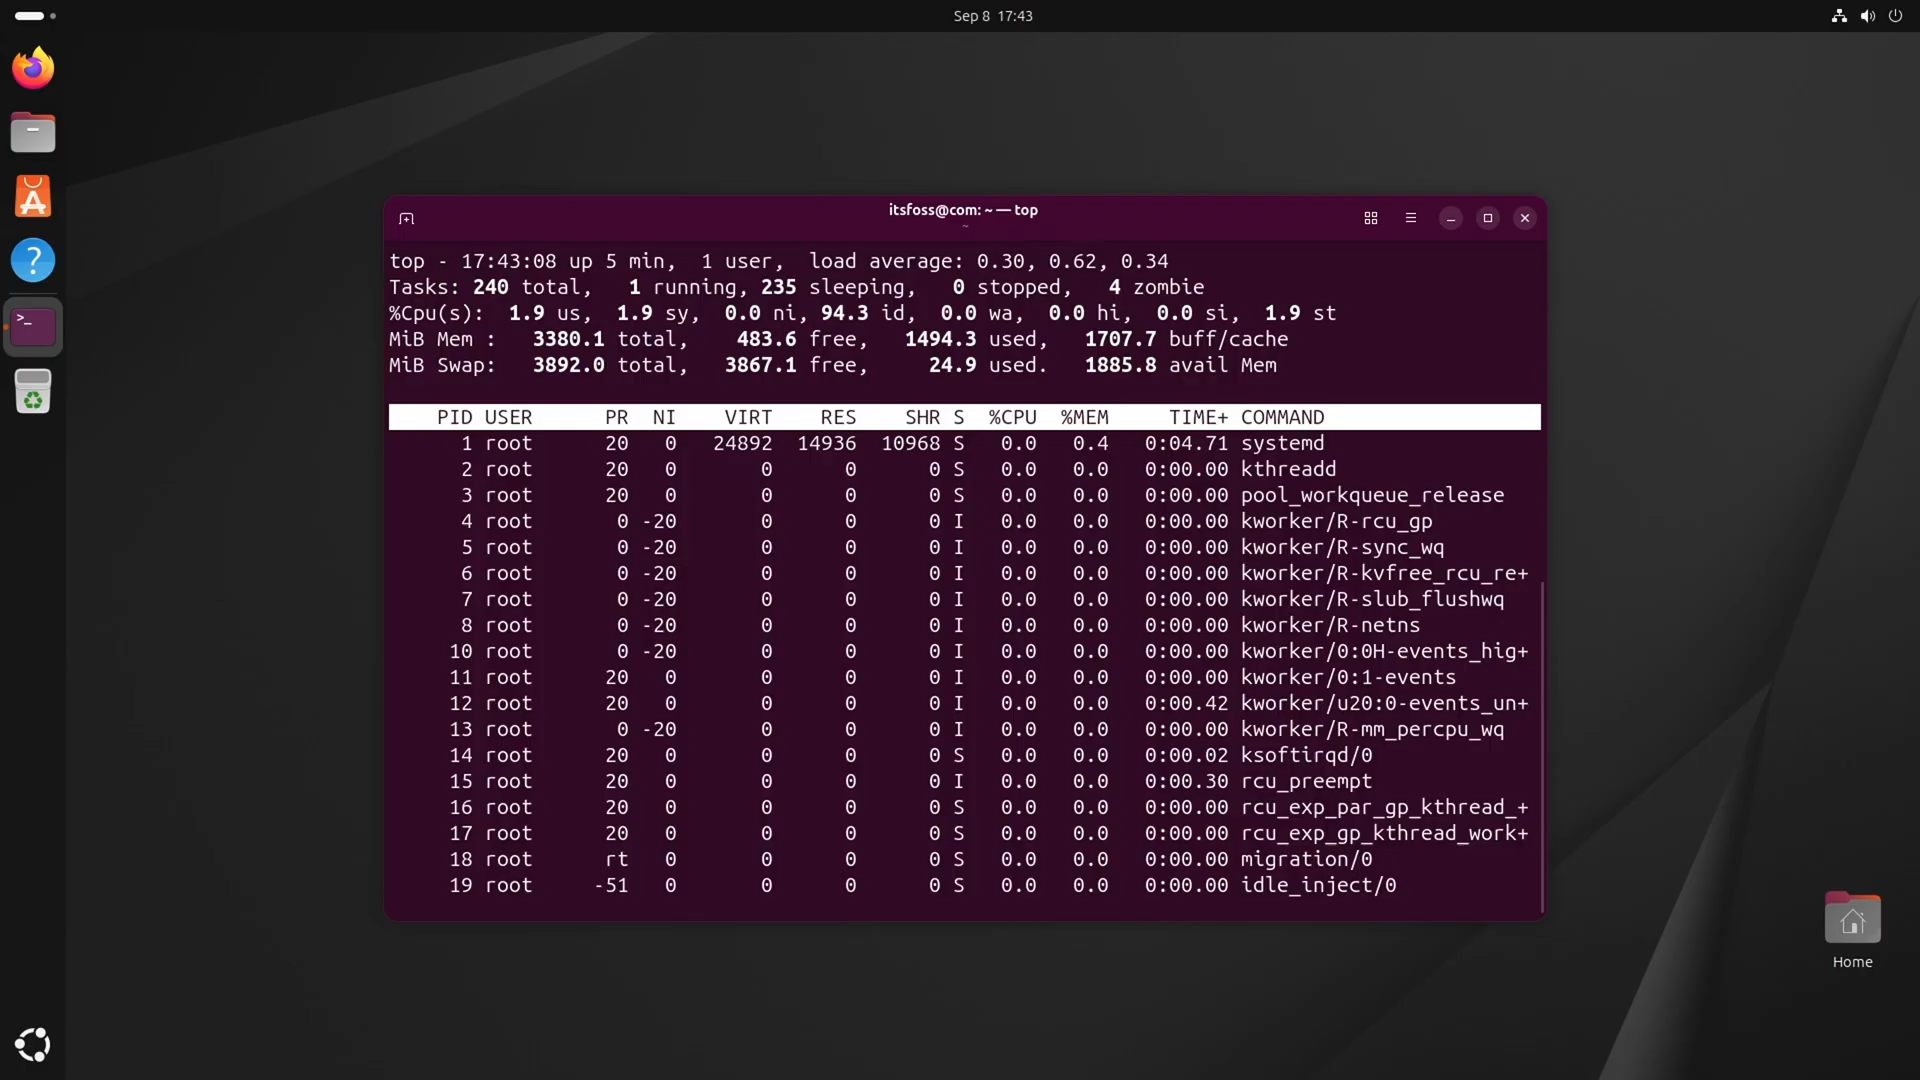 Sep 8 17:43
itsfoss@com: ~ — top
~
top - 17:43:08 up 5 min,  1 user,  load average: 0.30, 0.62, 0.34
Tasks: 240 total,   1 running, 235 sleeping,   0 stopped,   4 zombie
%Cpu(s):  1.9 us,  1.9 sy,  0.0 ni, 94.3 id,  0.0 wa,  0.0 hi,  0.0 si,  1.9 st
MiB Mem :   3380.1 total,    483.6 free,   1494.3 used,   1707.7 buff/cache
MiB Swap:   3892.0 total,   3867.1 free,     24.9 used.   1885.8 avail Mem
PID USER      PR  NI    VIRT    RES    SHR S  %CPU  %MEM     TIME+ COMMAND
1 root      20   0   24892  14936  10968 S   0.0   0.4   0:04.71 systemd
2 root      20   0       0      0      0 S   0.0   0.0   0:00.00 kthreadd
3 root      20   0       0      0      0 S   0.0   0.0   0:00.00 pool_workqueue_release
4 root       0 -20       0      0      0 I   0.0   0.0   0:00.00 kworker/R-rcu_gp
5 root       0 -20       0      0      0 I   0.0   0.0   0:00.00 kworker/R-sync_wq
6 root       0 -20       0      0      0 I   0.0   0.0   0:00.00 kworker/R-kvfree_rcu_re+
7 root       0 -20       0      0      0 I   0.0   0.0   0:00.00 kworker/R-slub_flushwq
8 root       0 -20       0      0      0 I   0.0   0.0   0:00.00 kworker/R-netns
10 root       0 -20       0      0      0 I   0.0   0.0   0:00.00 kworker/0:0H-events_hig+
11 root      20   0       0      0      0 I   0.0   0.0   0:00.00 kworker/0:1-events
12 root      20   0       0      0      0 I   0.0   0.0   0:00.42 kworker/u20:0-events_un+
13 root       0 -20       0      0      0 I   0.0   0.0   0:00.00 kworker/R-mm_percpu_wq
14 root      20   0       0      0      0 S   0.0   0.0   0:00.02 ksoftirqd/0
15 root      20   0       0      0      0 I   0.0   0.0   0:00.30 rcu_preempt
16 root      20   0       0      0      0 S   0.0   0.0   0:00.00 rcu_exp_par_gp_kthread_+
17 root      20   0       0      0      0 S   0.0   0.0   0:00.00 rcu_exp_gp_kthread_work+
18 root      rt   0       0      0      0 S   0.0   0.0   0:00.00 migration/0
19 root     -51   0       0      0      0 S   0.0   0.0   0:00.00 idle_inject/0
Home